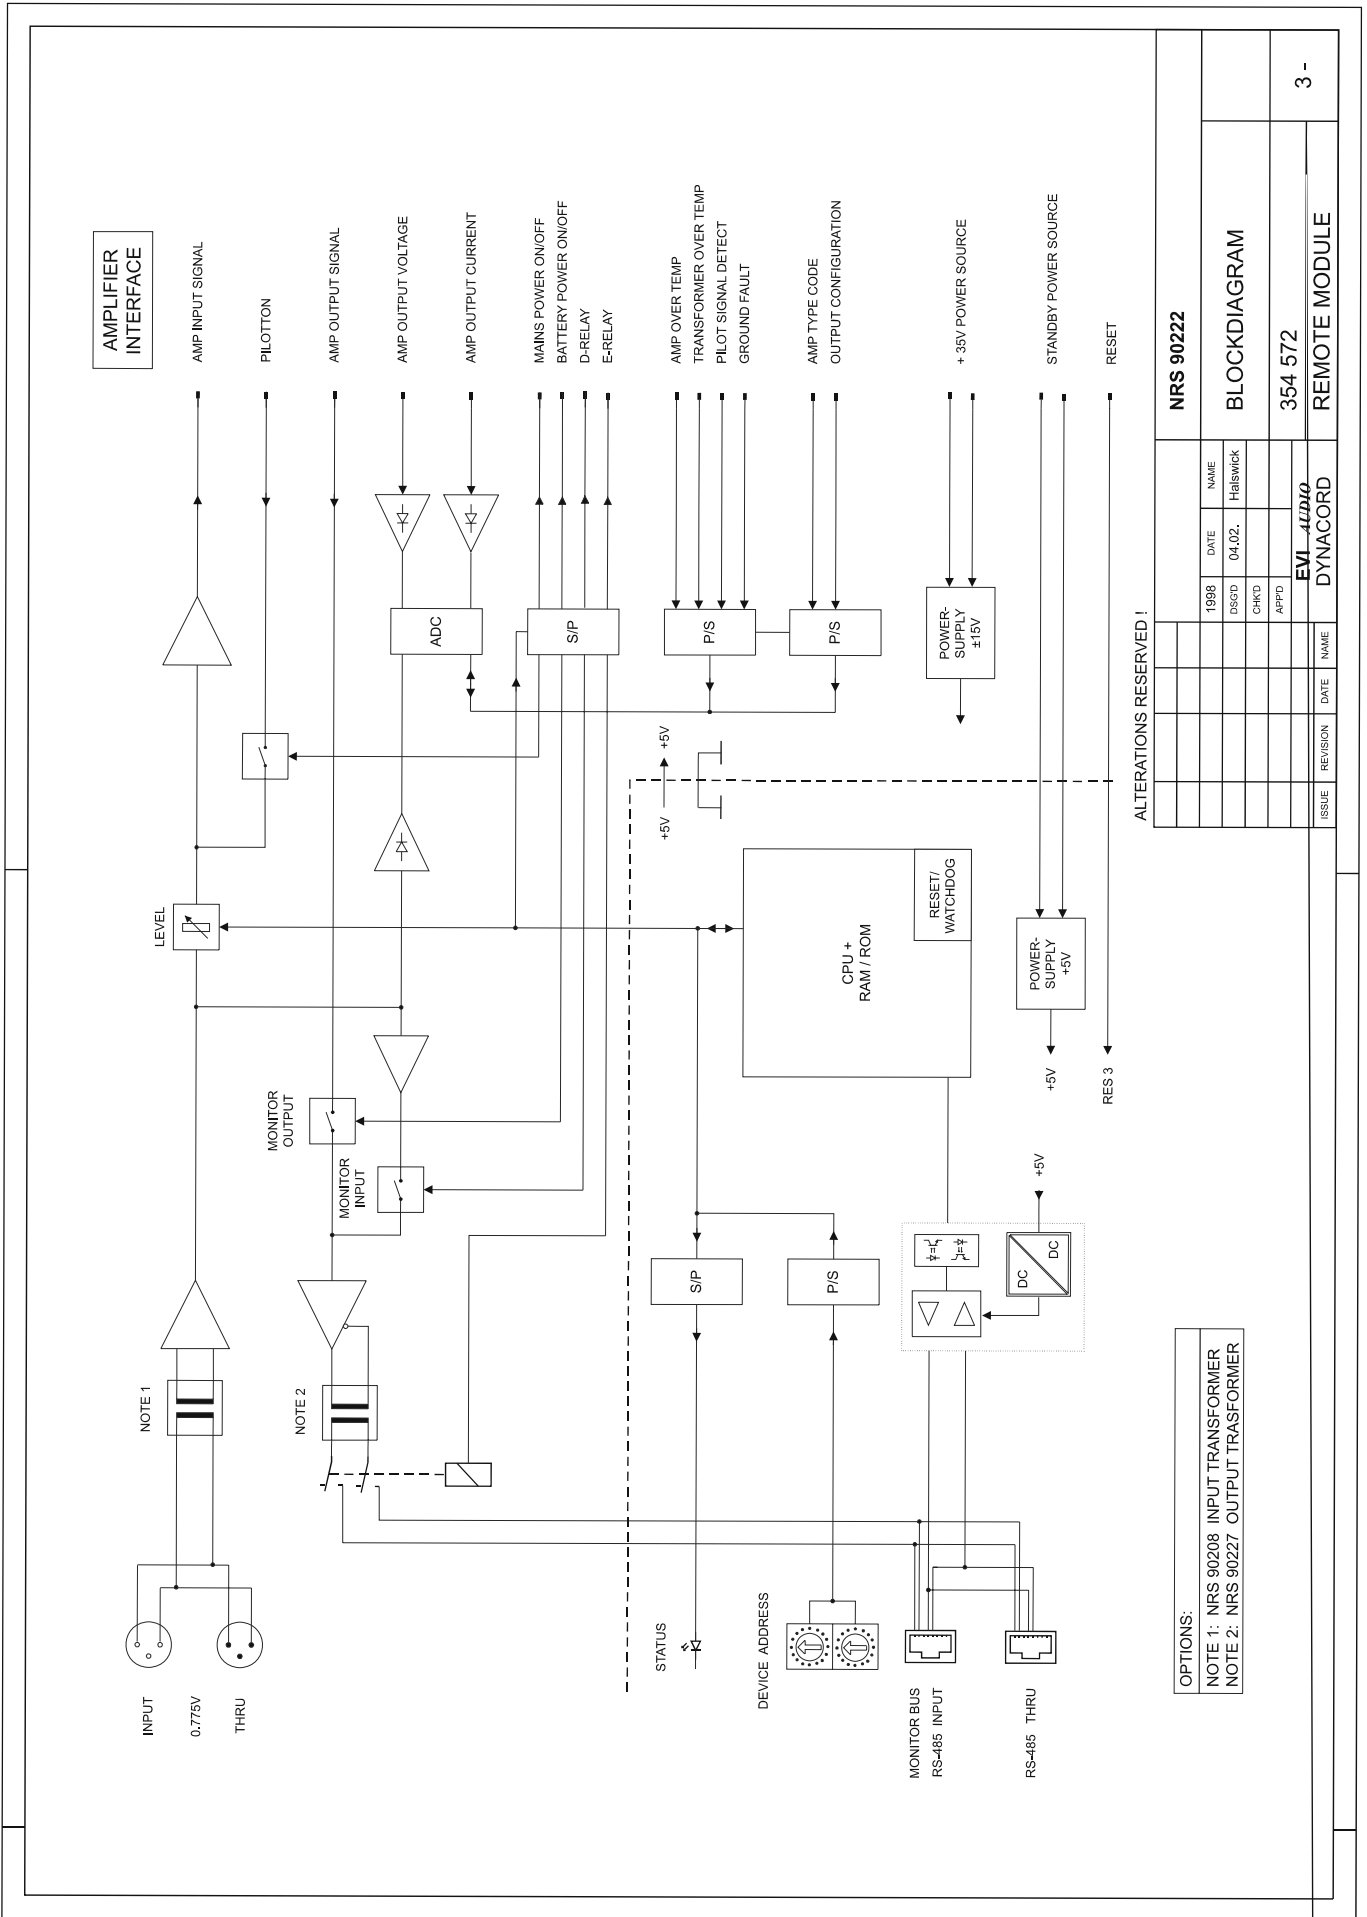 AMPLIFIER
INTERFACE
AMP INPUT SIGNAL
PILOTTON
AMP OUTPUT SIGNAL
AMP OUTPUT VOLTAGE
AMP OUTPUT CURRENT
MAINS POWER ON/OFF
BATTERY POWER ON/OFF
D-RELAY
E-RELAY
AMP OVER TEMP
TRANSFORMER OVER TEMP
PILOT SIGNAL DETECT
GROUND FAULT
AMP TYPE CODE
OUTPUT CONFIGURATION
+ 35V POWER SOURCE
STANDBY POWER SOURCE
RESET
ADC
S/P
P/S
P/S
POWER-
SUPPLY
±15V
+5V
+5V
LEVEL
CPU +
RAM / ROM
RESET/
WATCHDOG
POWER-
SUPPLY
+5V
+5V
RES 3
MONITOR
OUTPUT
MONITOR
INPUT
S/P
P/S
DC
DC
+5V
NOTE 1
NOTE 2
INPUT
0.775V
THRU
STATUS
DEVICE ADDRESS
MONITOR BUS
RS-485 INPUT
RS-485 THRU
OPTIONS:
NOTE 1: NRS 90208 INPUT TRANSFORMER
NOTE 2: NRS 90227 OUTPUT TRASFORMER
ALTERATIONS RESERVED !
ISSUE
REVISION
DATE
NAME
1998
DATE
NAME
DSG'D
04.02.
Halswick
CHK'D
APP'D
EVI AUDIO
DYNACORD
NRS 90222
BLOCKDIAGRAM
354 572
REMOTE MODULE
3 -